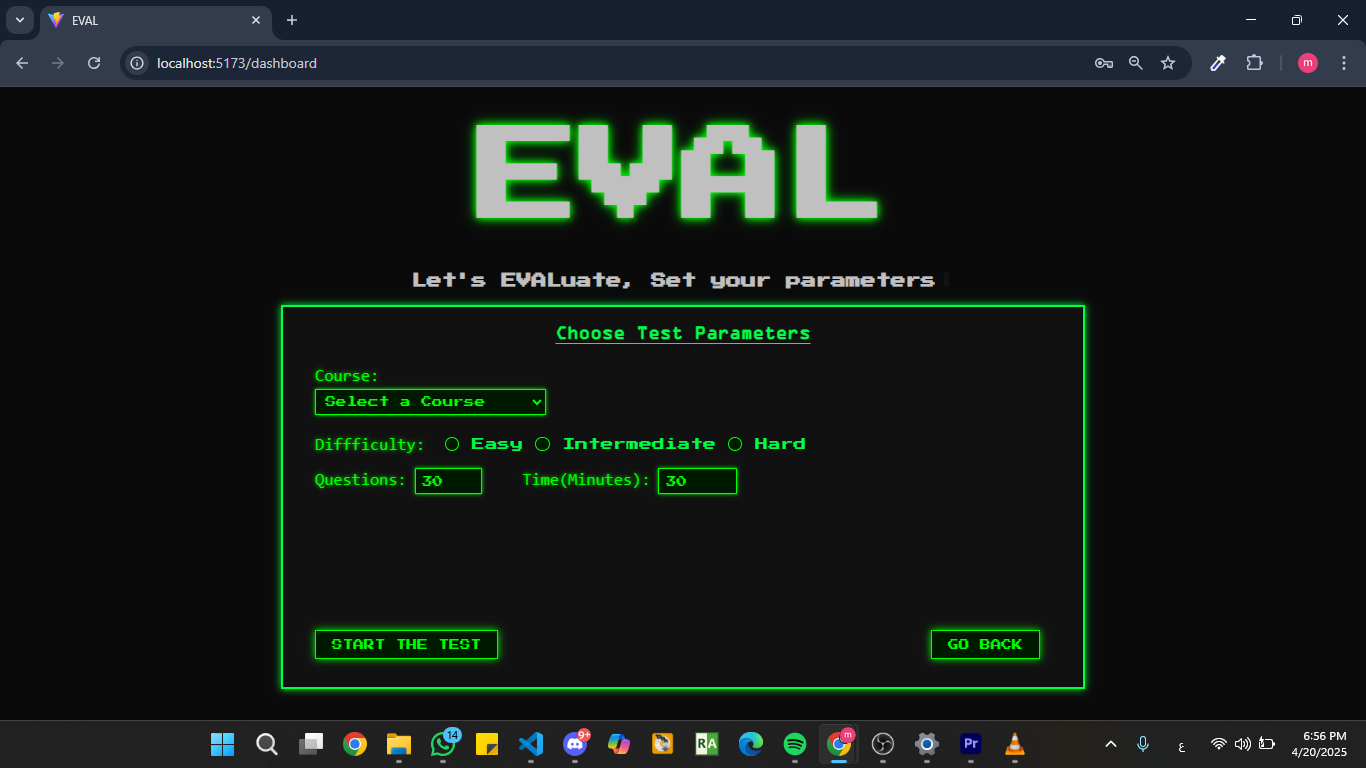 EVAL
localhost:5173/dashboard
m
EVAL
Let's EVALuate, Set your parameters
Choose Test Parameters
Course:
Select a Course
Diffficulty: Easy Intermediate Hard
Questions: 30 Time(Minutes): 30
START THE TEST GO BACK
14 9+ RA m Pr ع 6:56 PM
4/20/2025